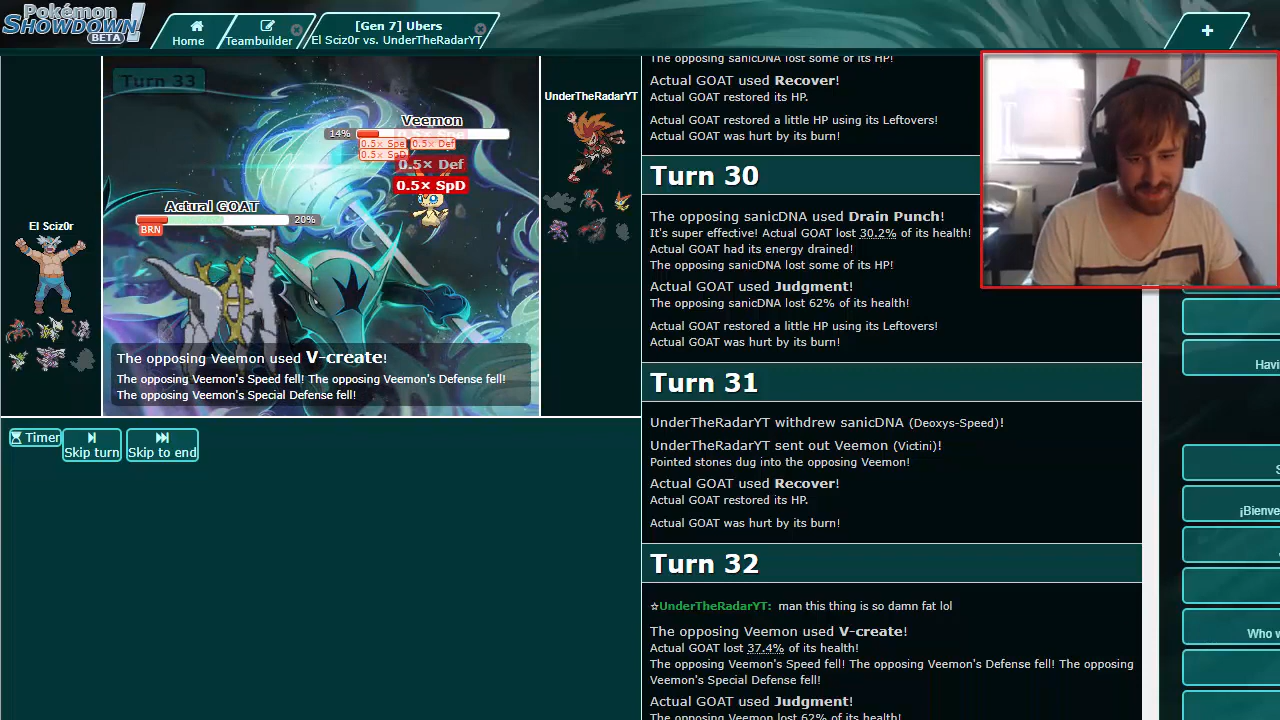 Pokémon
SHOWDOWN!
BETA
Home
Teambuilder
[Gen 7] Ubers
El Sciz0r vs. UnderTheRadarYT
+
Turn 33
UnderTheRadarYT
Veemon
14%
0.5× Spe
0.5× Spe 0.5× Def
0.5× SpD
0.5× Def
0.5× SpD
Actual GOAT
20%
BRN
El Sciz0r
The opposing Veemon used V-create!
The opposing Veemon's Speed fell! The opposing Veemon's Defense fell!
The opposing Veemon's Special Defense fell!
Timer
Skip turn
Skip to end
The opposing sanicDNA lost some of its HP!
Actual GOAT used Recover!
Actual GOAT restored its HP.
Actual GOAT restored a little HP using its Leftovers!
Actual GOAT was hurt by its burn!
Turn 30
The opposing sanicDNA used Drain Punch!
It's super effective! Actual GOAT lost 30.2% of its health!
Actual GOAT had its energy drained!
The opposing sanicDNA lost some of its HP!
Actual GOAT used Judgment!
The opposing sanicDNA lost 62% of its health!
Actual GOAT restored a little HP using its Leftovers!
Actual GOAT was hurt by its burn!
Turn 31
UnderTheRadarYT withdrew sanicDNA (Deoxys-Speed)!
UnderTheRadarYT sent out Veemon (Victini)!
Pointed stones dug into the opposing Veemon!
Actual GOAT used Recover!
Actual GOAT restored its HP.
Actual GOAT was hurt by its burn!
Turn 32
☆UnderTheRadarYT: man this thing is so damn fat lol
The opposing Veemon used V-create!
Actual GOAT lost 37.4% of its health!
The opposing Veemon's Speed fell! The opposing Veemon's Defense fell! The opposing
Veemon's Special Defense fell!
Actual GOAT used Judgment!
The opposing Veemon lost 62% of its health!
Havi
S
¡Bienve
Who w